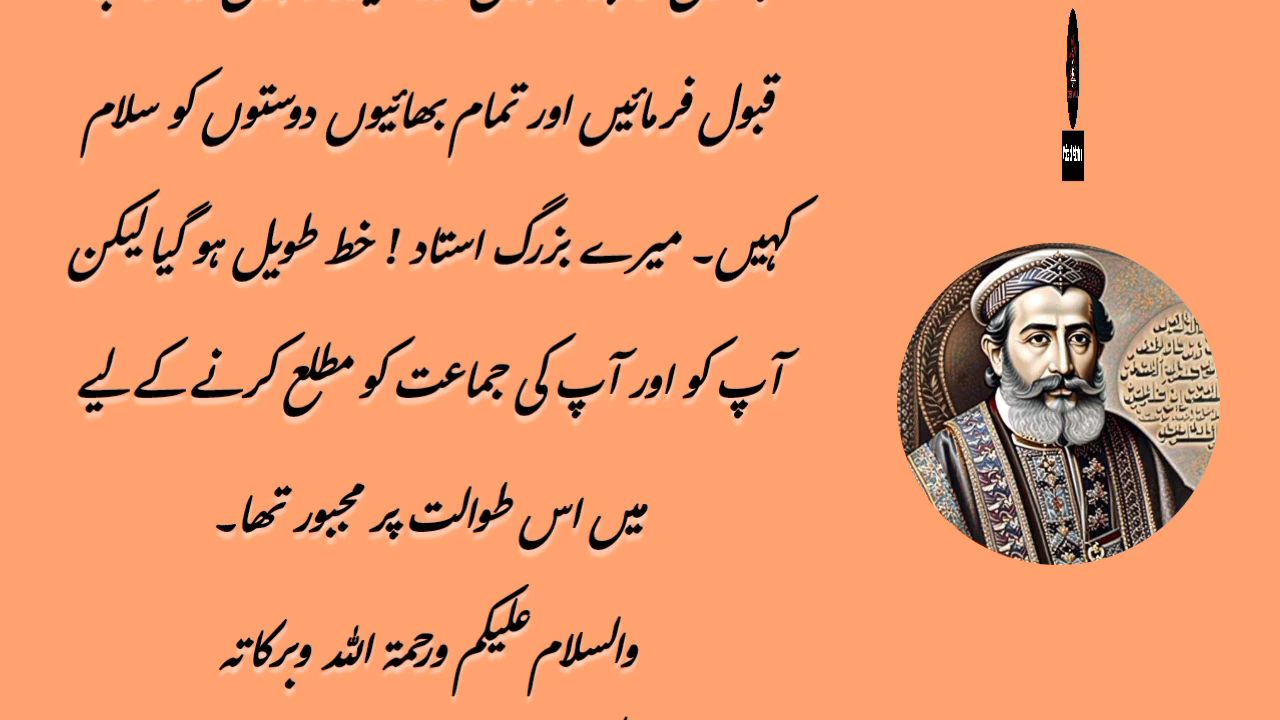 قبول فرمائیں اور تمام بھائیوں دوستوں کو سلام
کہیں۔ میرے بزرگ استاد ! خط طویل ہو گیا لیکن
آپ کو اور آپ کی جماعت کو مطلع کرنے کے لیے
میں اس طوالت پر مجبور تھا۔
والسلام علیکم ورحمۃ اللہ وبرکاتہ